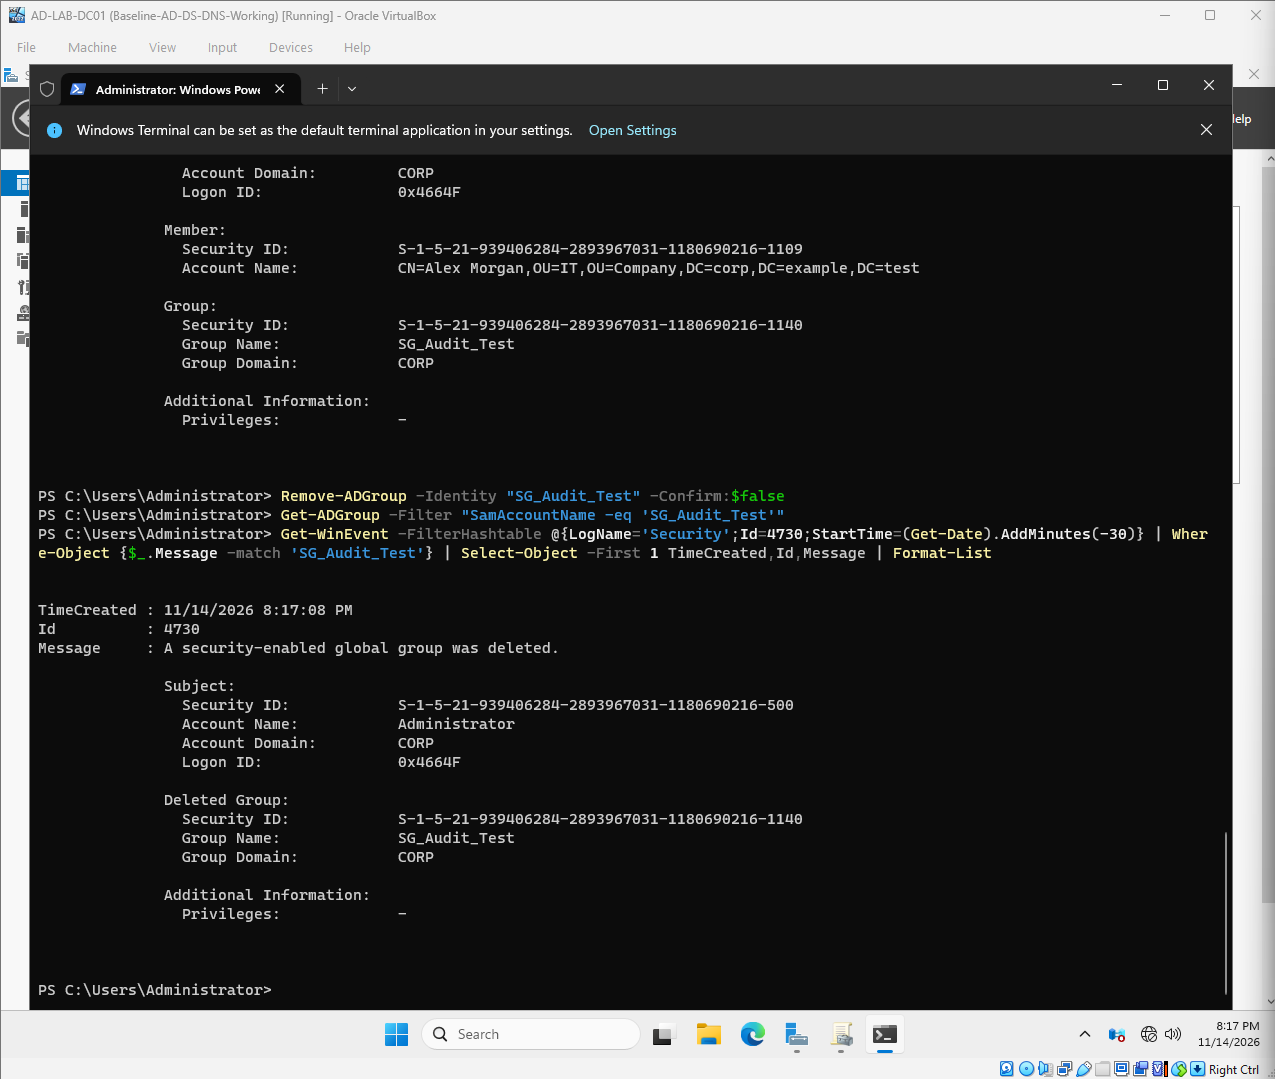 AD-LAB-DC01 (Baseline-AD-DS-DNS-Working) [Running] - Oracle VirtualBox
File Machine View Input Devices Help
Administrator: Windows Powe
Windows Terminal can be set as the default terminal application in your settings. Open Settings
elp
Account Domain: CORP
Logon ID: 0x4664F
Member:
Security ID: S-1-5-21-939406284-2893967031-1180690216-1109
Account Name: CN=Alex Morgan,OU=IT,OU=Company,DC=corp,DC=example,DC=test
Group:
Security ID: S-1-5-21-939406284-2893967031-1180690216-1140
Group Name: SG_Audit_Test
Group Domain: CORP
Additional Information:
Privileges: -
PS C:\Users\Administrator> Remove-ADGroup -Identity "SG_Audit_Test" -Confirm:$false
PS C:\Users\Administrator> Get-ADGroup -Filter "SamAccountName -eq 'SG_Audit_Test'"
PS C:\Users\Administrator> Get-WinEvent -FilterHashtable @{LogName='Security';Id=4730;StartTime=(Get-Date).AddMinutes(-30)} | Wher
e-Object {$_.Message -match 'SG_Audit_Test'} | Select-Object -First 1 TimeCreated,Id,Message | Format-List
TimeCreated : 11/14/2026 8:17:08 PM
Id : 4730
Message : A security-enabled global group was deleted.
Subject:
Security ID: S-1-5-21-939406284-2893967031-1180690216-500
Account Name: Administrator
Account Domain: CORP
Logon ID: 0x4664F
Deleted Group:
Security ID: S-1-5-21-939406284-2893967031-1180690216-1140
Group Name: SG_Audit_Test
Group Domain: CORP
Additional Information:
Privileges: -
PS C:\Users\Administrator>
Search
8:17 PM
11/14/2026
Right Ctrl